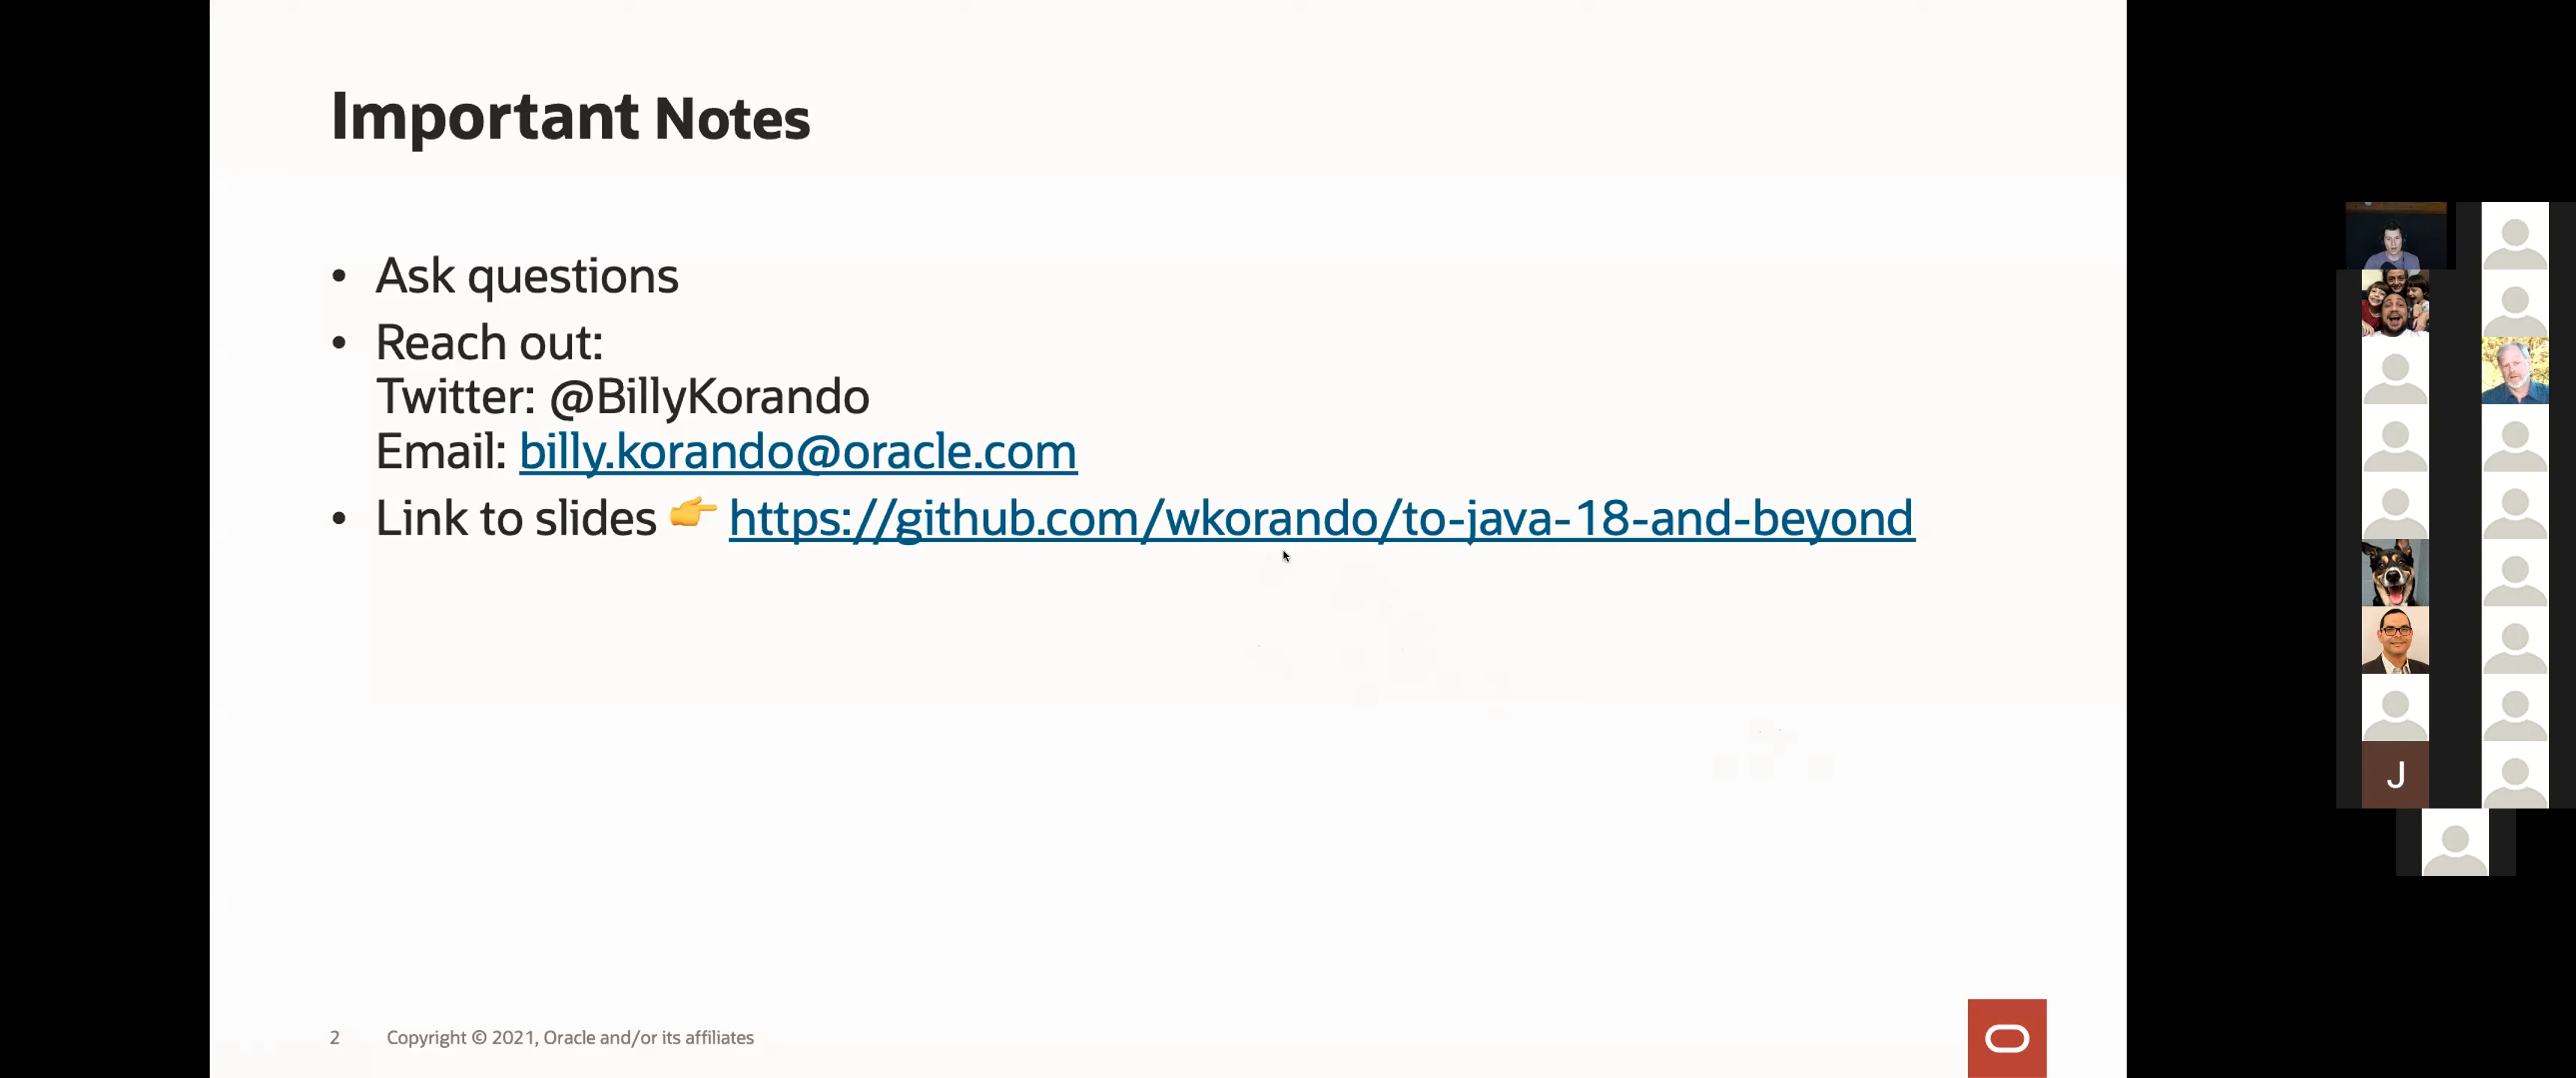 Important Notes
• Ask questions
• Reach out:
Twitter: @BillyKorando
Email: billy.korando@oracle.com
• Link to slides 👉 https://github.com/wkorando/to-java-18-and-beyond
J
2 Copyright © 2021, Oracle and/or its affiliates